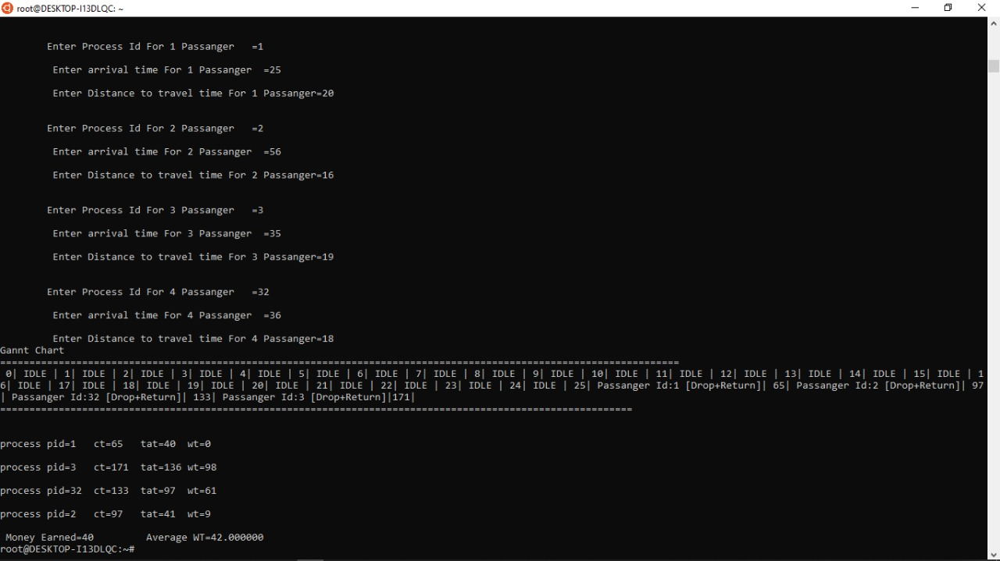 root@DESKTOP-I13DLQC: ~
Enter Process Id For 1 Passanger   =1
Enter arrival time For 1 Passanger  =25
Enter Distance to travel time For 1 Passanger=20
Enter Process Id For 2 Passanger   =2
Enter arrival time For 2 Passanger  =56
Enter Distance to travel time For 2 Passanger=16
Enter Process Id For 3 Passanger   =3
Enter arrival time For 3 Passanger  =35
Enter Distance to travel time For 3 Passanger=19
Enter Process Id For 4 Passanger   =32
Enter arrival time For 4 Passanger  =36
Enter Distance to travel time For 4 Passanger=18
Gannt Chart
====================================================================================================================
0| IDLE | 1| IDLE | 2| IDLE | 3| IDLE | 4| IDLE | 5| IDLE | 6| IDLE | 7| IDLE | 8| IDLE | 9| IDLE | 10| IDLE | 11| IDLE | 12| IDLE | 13| IDLE | 14| IDLE | 15| IDLE | 1
6| IDLE | 17| IDLE | 18| IDLE | 19| IDLE | 20| IDLE | 21| IDLE | 22| IDLE | 23| IDLE | 24| IDLE | 25| Passanger Id:1 [Drop+Return]| 65| Passanger Id:2 [Drop+Return]| 97
| Passanger Id:32 [Drop+Return]| 133| Passanger Id:3 [Drop+Return]|171|
============================================================================================================
process pid=1   ct=65   tat=40  wt=0
process pid=3   ct=171  tat=136 wt=98
process pid=32  ct=133  tat=97  wt=61
process pid=2   ct=97   tat=41  wt=9
Money Earned=40         Average WT=42.000000
root@DESKTOP-I13DLQC:~#